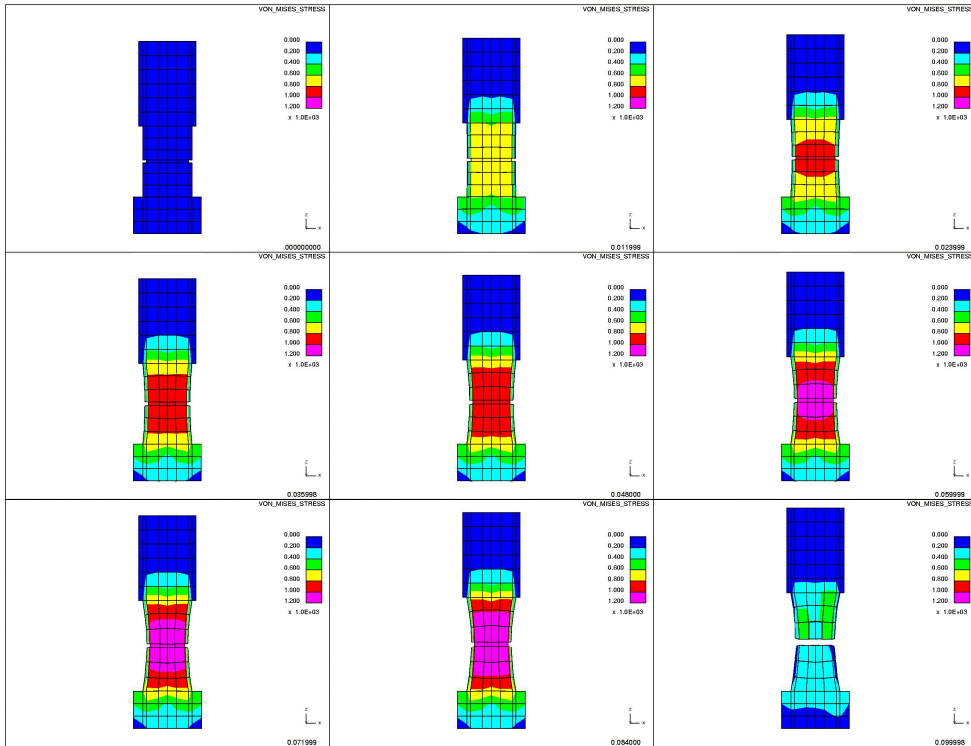 VON_MISES_STRESS
0.000
0.200
0.400
0.600
0.800
1.000
1.200
x 1.0E+03
z
x
.000000000
VON_MISES_STRESS
0.000
0.200
0.400
0.600
0.800
1.000
1.200
x 1.0E+03
z
x
0.011999
VON_MISES_STRESS
0.000
0.200
0.400
0.600
0.800
1.000
1.200
x 1.0E+03
z
x
0.023999
VON_MISES_STRESS
0.000
0.200
0.400
0.600
0.800
1.000
1.200
x 1.0E+03
z
x
0.035998
VON_MISES_STRESS
0.000
0.200
0.400
0.600
0.800
1.000
1.200
x 1.0E+03
z
x
0.048000
VON_MISES_STRESS
0.000
0.200
0.400
0.600
0.800
1.000
1.200
x 1.0E+03
z
x
0.059999
VON_MISES_STRESS
0.000
0.200
0.400
0.600
0.800
1.000
1.200
x 1.0E+03
z
x
0.071999
VON_MISES_STRESS
0.000
0.200
0.400
0.600
0.800
1.000
1.200
x 1.0E+03
z
x
0.084000
VON_MISES_STRESS
0.000
0.200
0.400
0.600
0.800
1.000
1.200
x 1.0E+03
z
x
0.099998